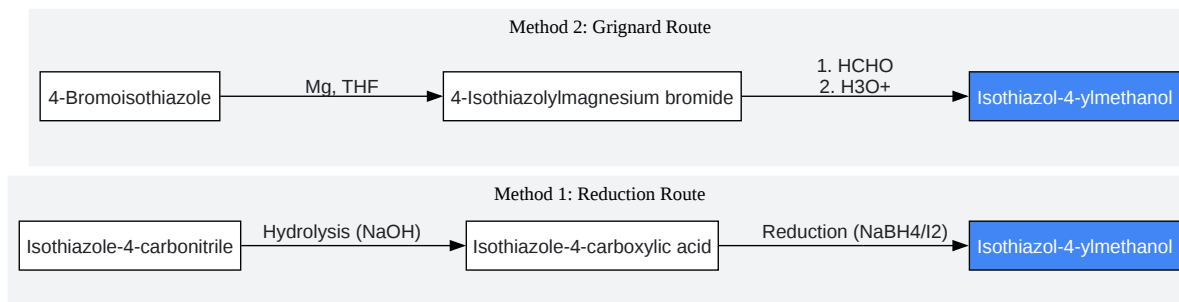 Method 2: Grignard Route
4-Bromoisothiazole
Mg, THF
4-Isothiazolylmagnesium bromide
1. HCHO
2. H3O+
Isothiazol-4-ylmethanol
Method 1: Reduction Route
Isothiazole-4-carbonitrile
Hydrolysis (NaOH)
Isothiazole-4-carboxylic acid
Reduction (NaBH4/I2)
Isothiazol-4-ylmethanol